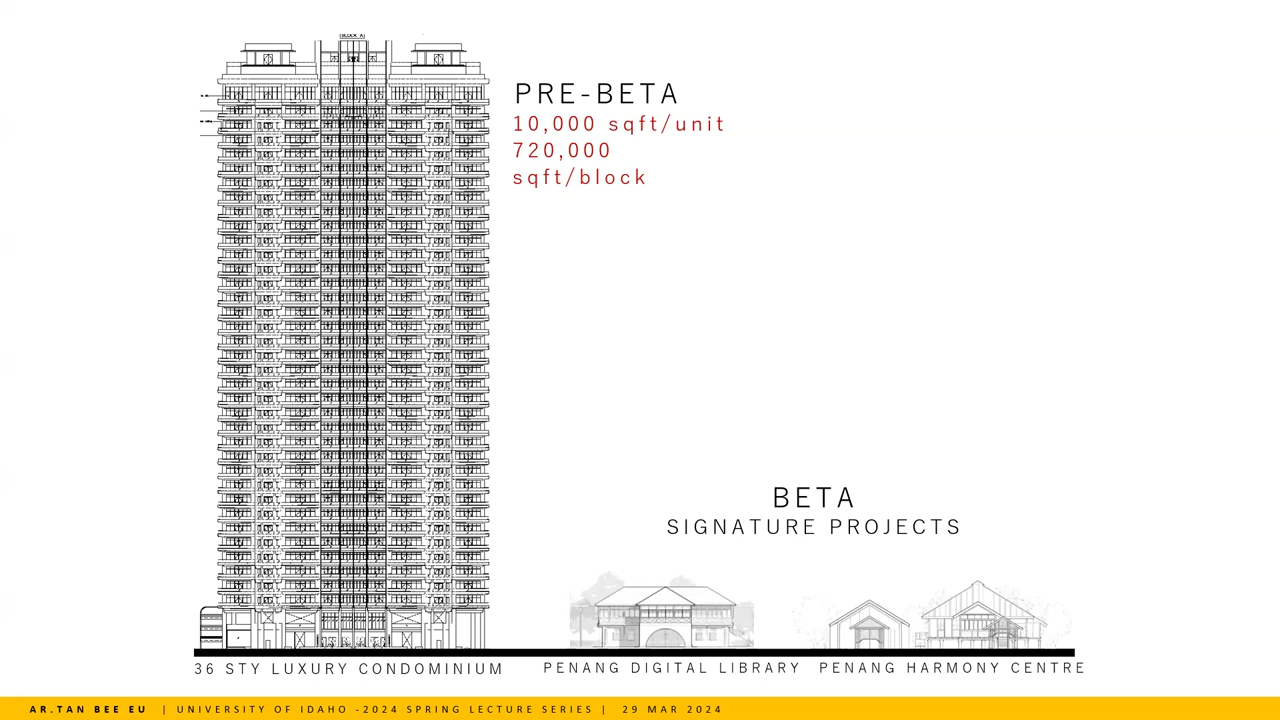 BLOCK A
PRE-BETA
10,000 sqft/unit
720,000
sqft/block
BETA
SIGNATURE PROJECTS
36 STY LUXURY CONDOMINIUM
PENANG DIGITAL LIBRARY
PENANG HARMONY CENTRE
AR.TAN BEE EU | UNIVERSITY OF IDAHO -2024 SPRING LECTURE SERIES | 29 MAR 2024